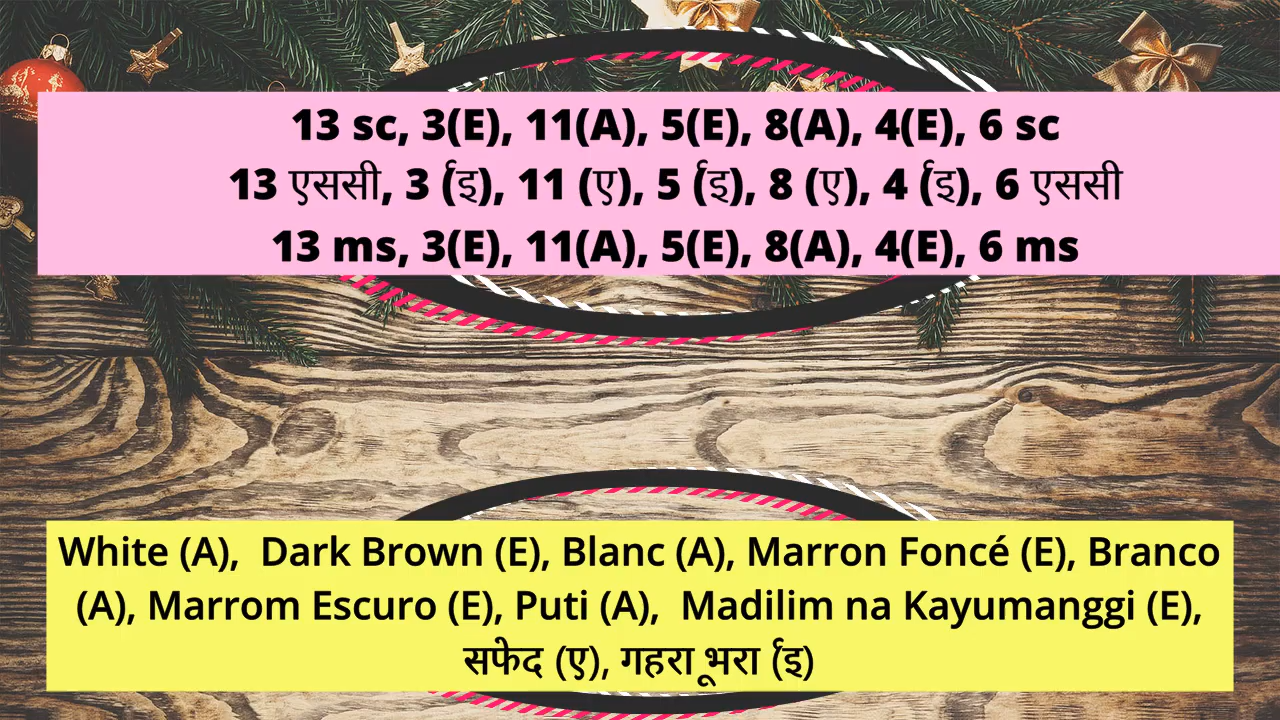 13 sc, 3(E), 11(A), 5(E), 8(A), 4(E), 6 sc
13 एससी, 3 (ई), 11 (ए), 5 (ई), 8 (ए), 4 (ई), 6 एससी
13 ms, 3(E), 11(A), 5(E), 8(A), 4(E), 6 ms
White (A),  Dark Brown (E), Blanc (A), Marron Foncé (E), Branco
(A), Marrom Escuro (E), Puti (A),  Madilim na Kayumanggi (E),
सफेद (ए), गहरा भूरा (ई)